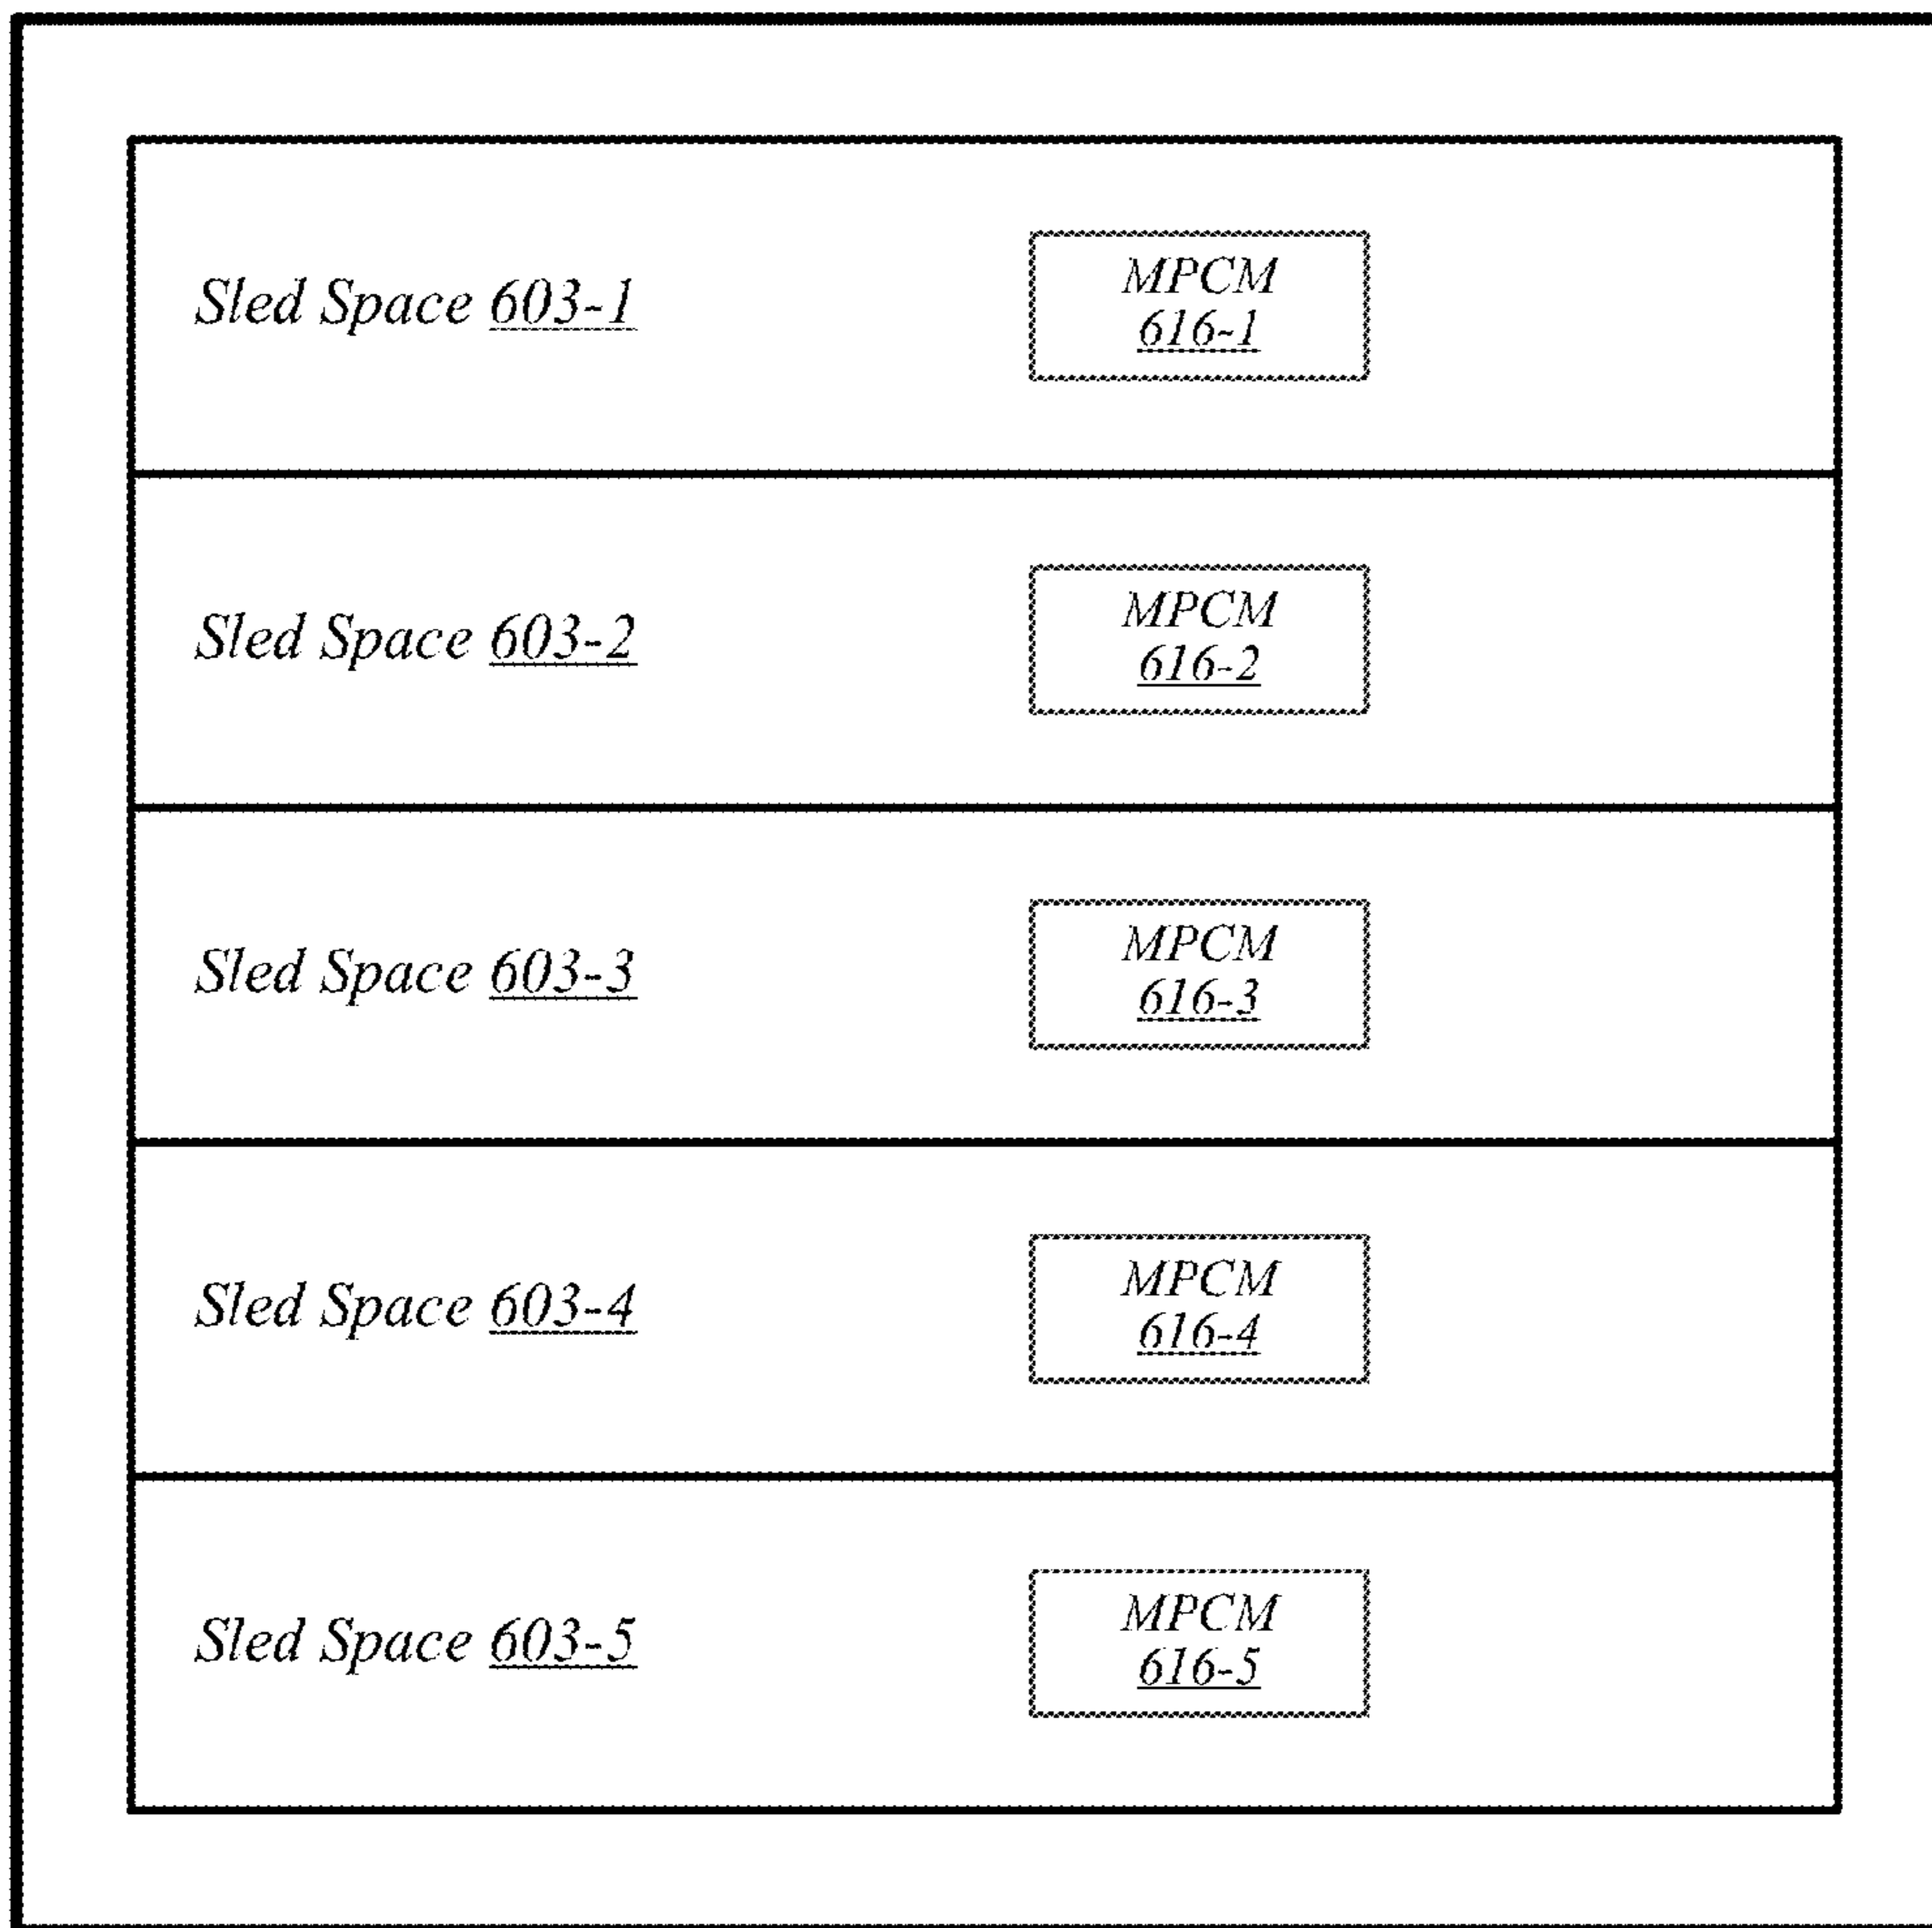 Sled Space 603-1
MPCM
616-1
Sled Space 603-2
MPCM
616-2
Sled Space 603-3
MPCM
616-3
Sled Space 603-4
MPCM
616-4
Sled Space 603-5
MPCM
616-5